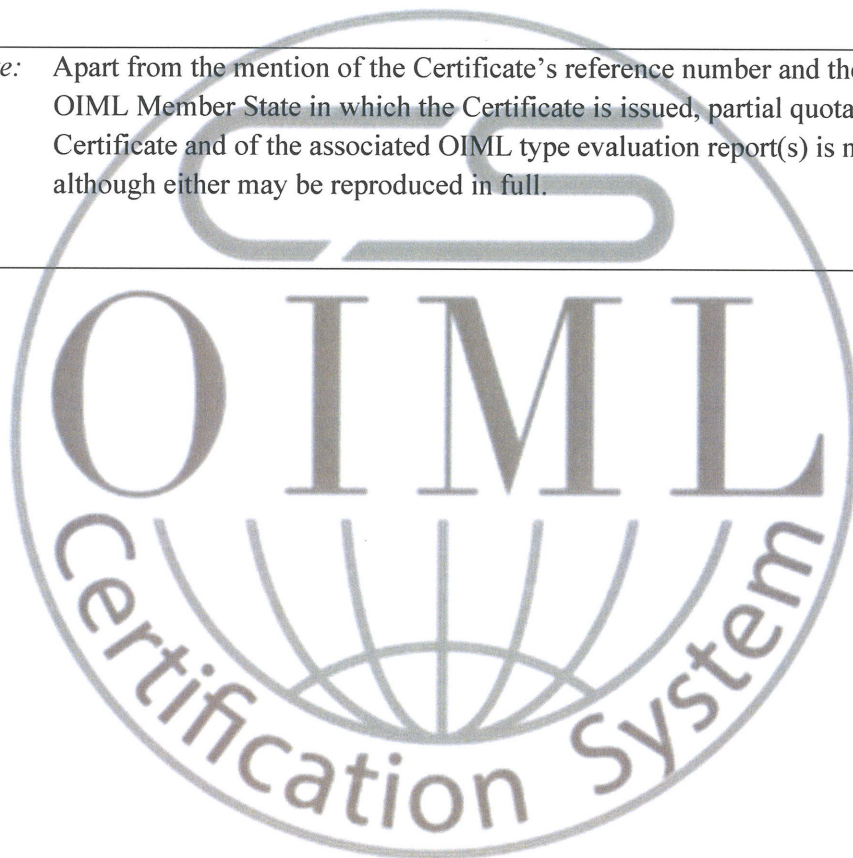 e: Apart from the mention of the Certificate's reference number and the
OIML Member State in which the Certificate is issued, partial quota
Certificate and of the associated OIML type evaluation report(s) is n
although either may be reproduced in full.
CS
OIML
Certification System